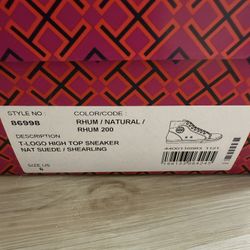 STYLE NO:
86998
COLOR/CODE
RHUM / NATURAL /
RHUM 200
DESCRIPTION
T-LOGO HIGH TOP SNEAKER
NAT SUEDE / SHEARLING
SIZE US